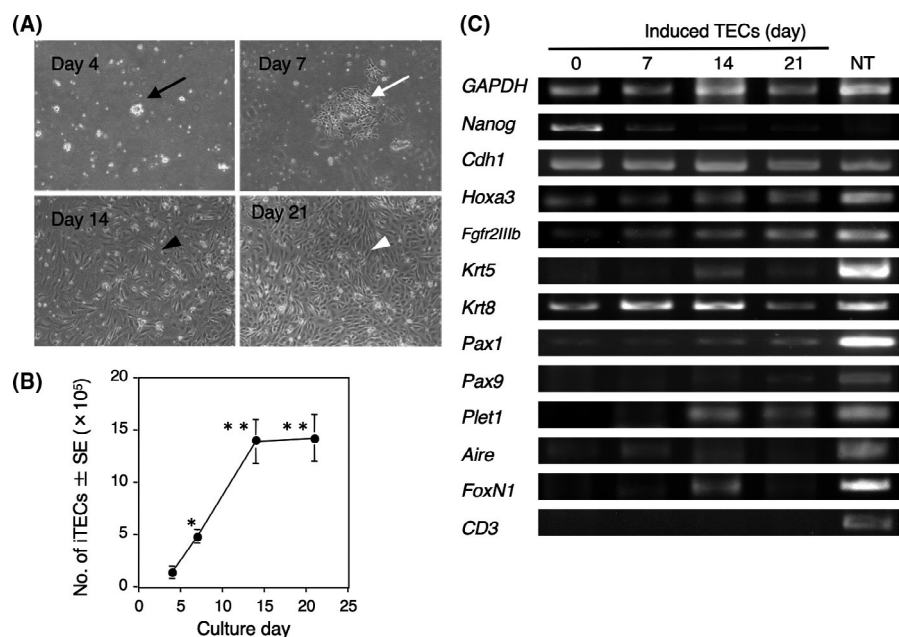 (A)
Day 4
Day 7
Day 14
Day 21
(B)
No. of iTECs ± SE (×10⁵)
20
15
10
5
0
*
* *
* *
0 5 10 15 20 25
Culture day
(C)
Induced TECs (day)
0 7 14 21 NT
GAPDH
Nanog
Cdh1
Hoxa3
Fgfr2IIIb
Krt5
Krt8
Pax1
Pax9
Plet1
Aire
FoxN1
CD3